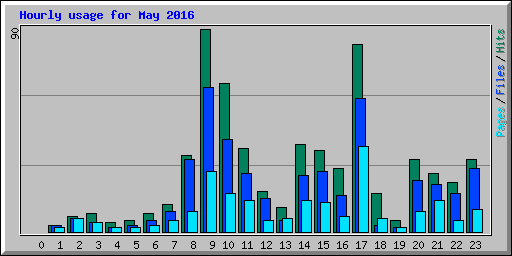 Hourly usage for May 2016
90
Pages / Files / Hits
0 1 2 3 4 5 6 7 8 9 10 11 12 13 14 15 16 17 18 19 20 21 22 23